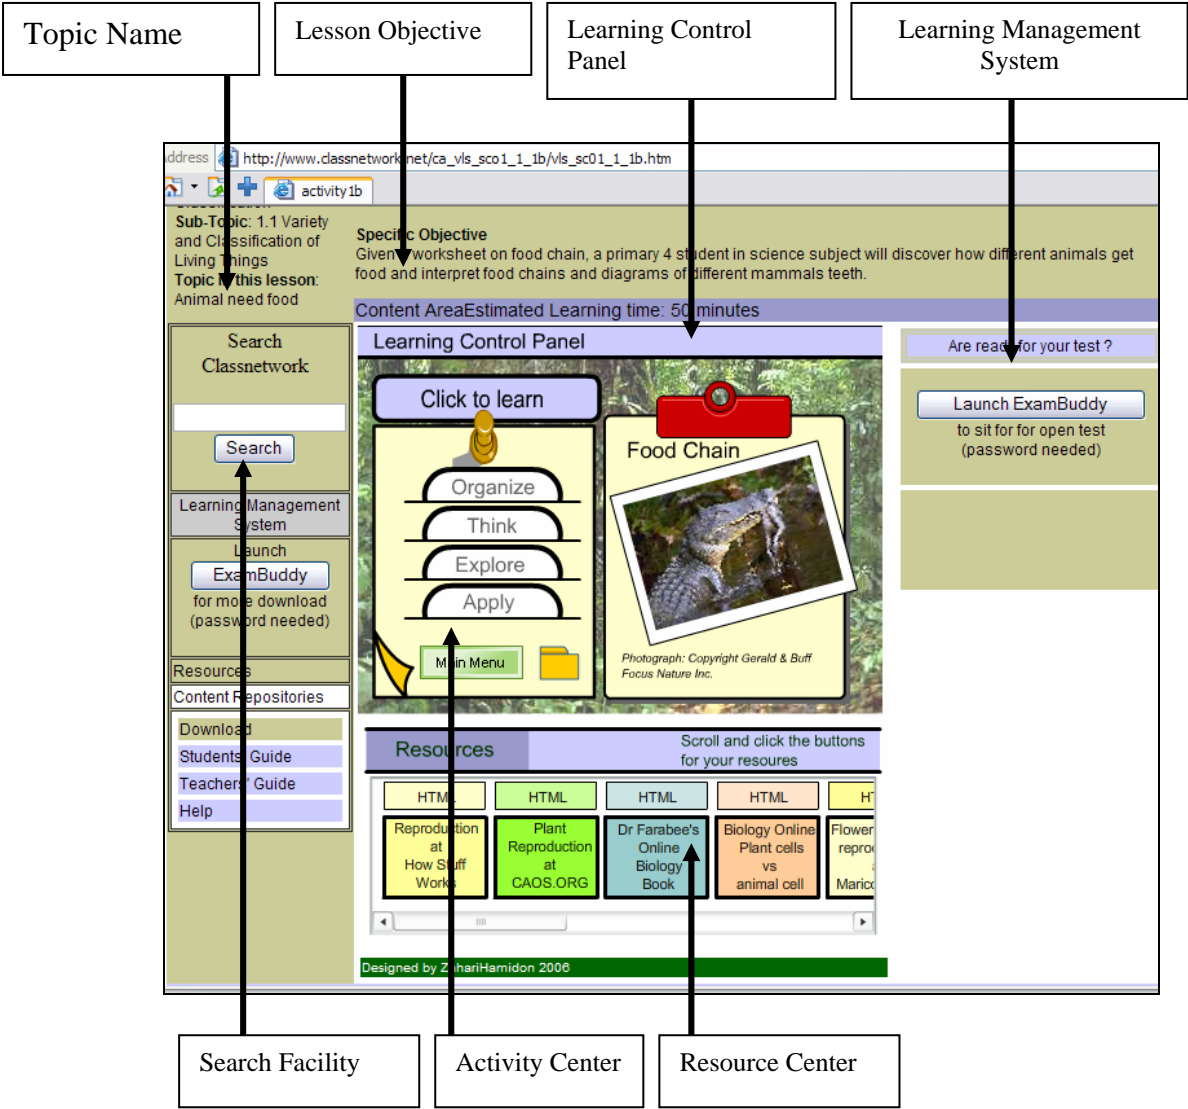 Topic Name
Lesson Objective
Learning Control
Panel
Learning Management
System
Address
http://www.classnetwork.net/ca_vls_sco1_1_1b/vls_sc01_1_1b.htm
activity1b
Classification
Sub-Topic: 1.1 Variety
and Classification of
Living Things
Topic in this lesson:
Animal need food
Specific Objective
Given worksheet on food chain, a primary 4 student in science subject will discover how different animals get
food and interpret food chains and diagrams of different mammals teeth.
Content AreaEstimated Learning time: 50 minutes
Search
Classnetwork
Search
Learning Management
System
Launch
ExamBuddy
for more download
(password needed)
Resources
Content Repositories
Download
Students' Guide
Teachers' Guide
Help
Learning Control Panel
Click to learn
Organize
Think
Explore
Apply
Main Menu
Food Chain
Photograph: Copyright Gerald & Buff
Focus Nature Inc.
Are ready for your test ?
Launch ExamBuddy
to sit for for open test
(password needed)
Resources
Scroll and click the buttons
for your resoures
HTML
HTML
HTML
HTML
Reproduction
at
How Stuff
Works
Plant
Reproduction
at
CAOS.ORG
Dr Farabee's
Online
Biology
Book
Biology Online
Plant cells
vs
animal cell
Flower
repro
Marico
Designed by ZahariHamidon 2006
Search Facility
Activity Center
Resource Center